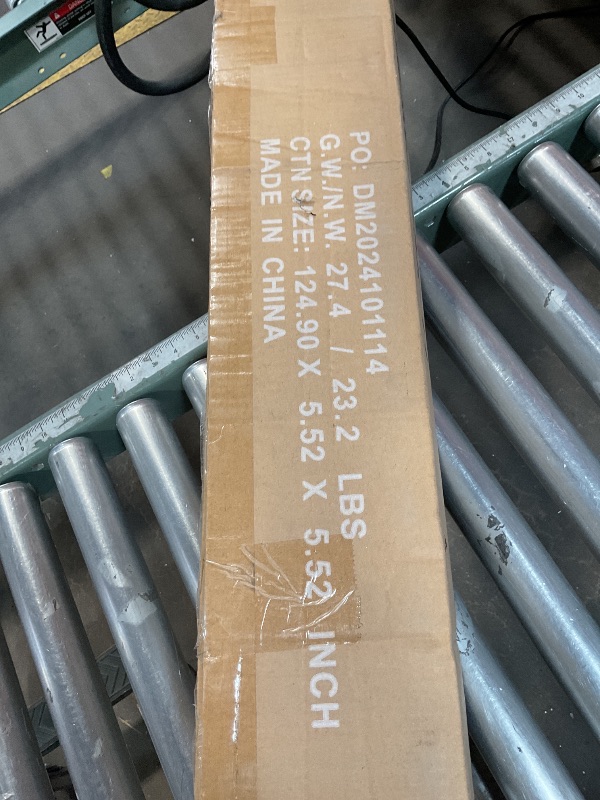 PO: DM2024101114
G.W./N.W. 27.4 / 23.2 LBS
CTN SIZE: 124.90 X 5.52 X 5.52 INCH
MADE IN CHINA